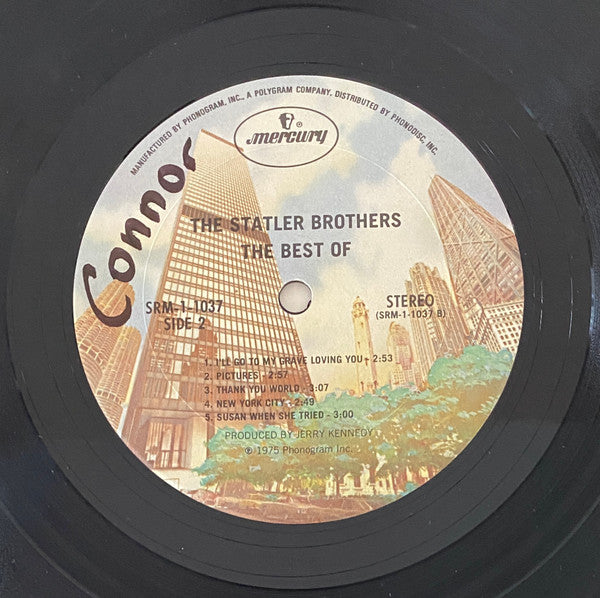 MANUFACTURED BY PHONOGRAM, INC., A POLYGRAM COMPANY, DISTRIBUTED BY PHONODISC, INC.
®
mercury
Connor
THE STATLER BROTHERS
THE BEST OF
SRM-1-1037
SIDE 2
STEREO
(SRM-1-1037 B)
1. I'LL GO TO MY GRAVE LOVING YOU - 2:53
2. PICTURES - 2:57
3. THANK YOU WORLD - 3:07
4. NEW YORK CITY - 2:49
5. SUSAN WHEN SHE TRIED - 3:00
PRODUCED BY JERRY KENNEDY
℗ 1975 Phonogram Inc.